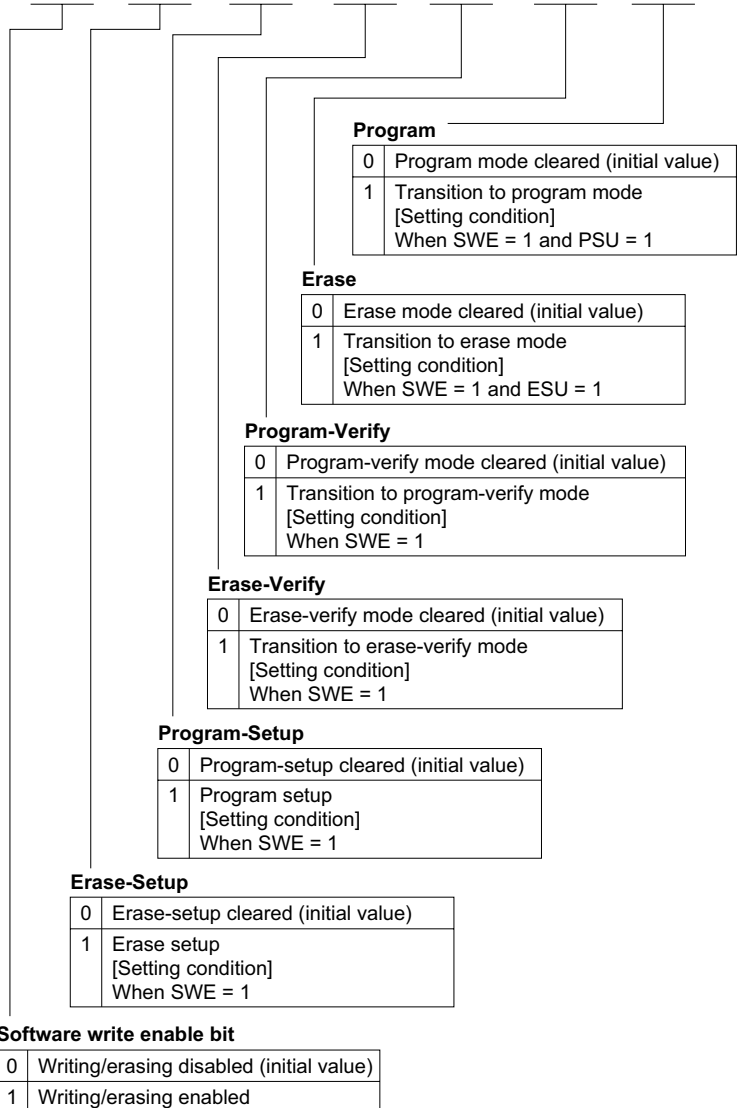 Program
0 Program mode cleared (initial value)
1 Transition to program mode
[Setting condition]
When SWE = 1 and PSU = 1
Erase
0 Erase mode cleared (initial value)
1 Transition to erase mode
[Setting condition]
When SWE = 1 and ESU = 1
Program-Verify
0 Program-verify mode cleared (initial value)
1 Transition to program-verify mode
[Setting condition]
When SWE = 1
Erase-Verify
0 Erase-verify mode cleared (initial value)
1 Transition to erase-verify mode
[Setting condition]
When SWE = 1
Program-Setup
0 Program-setup cleared (initial value)
1 Program setup
[Setting condition]
When SWE = 1
Erase-Setup
0 Erase-setup cleared (initial value)
1 Erase setup
[Setting condition]
When SWE = 1
Software write enable bit
0 Writing/erasing disabled (initial value)
1 Writing/erasing enabled